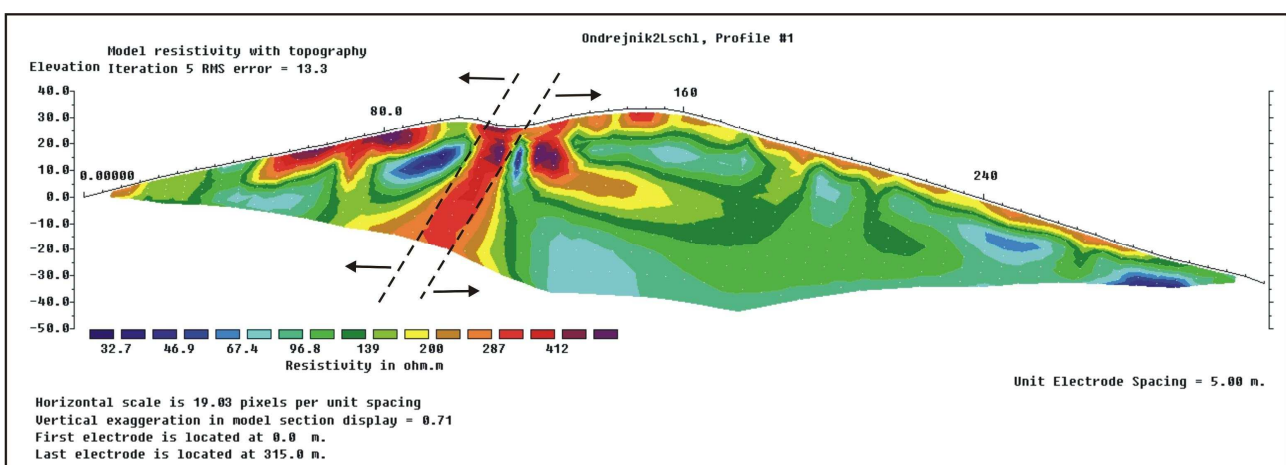 Ondrejnik2Lschl, Profile #1
Model resistivity with topography
Elevation Iteration 5 RMS error = 13.3
40.0
30.0
20.0
10.0
0.0
-10.0
-20.0
-30.0
-40.0
-50.0
0.00000
80.0
160
240
32.7 46.9 67.4 96.8 139 200 287 412
Resistivity in ohm.m
Unit Electrode Spacing = 5.00 m.
Horizontal scale is 19.03 pixels per unit spacing
Vertical exaggeration in model section display = 0.71
First electrode is located at 0.0 m.
Last electrode is located at 315.0 m.